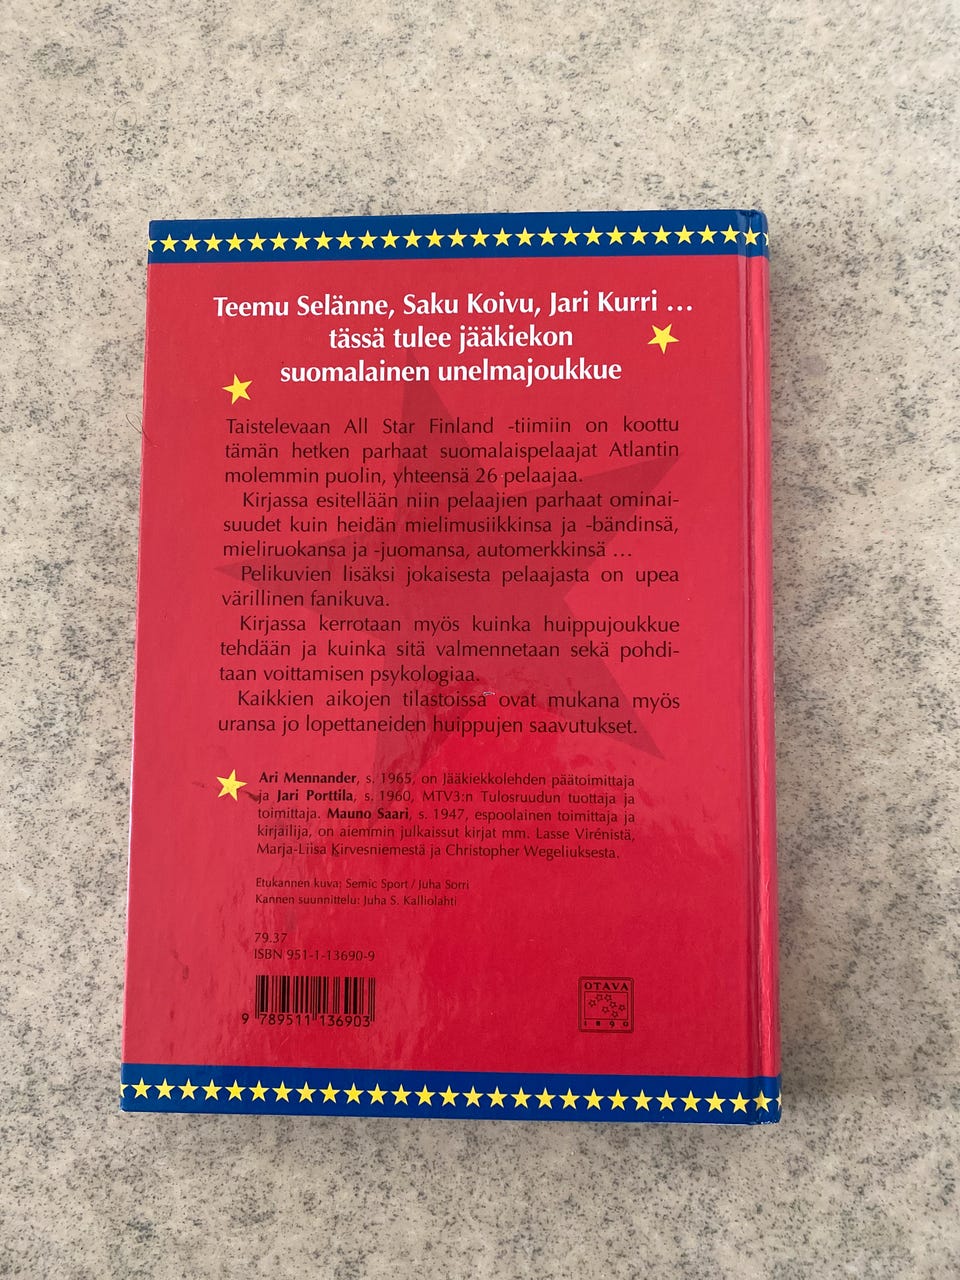 Teemu Selänne, Saku Koivu, Jari Kurri ...
tässä tulee jääkiekon
suomalainen unelmajoukkue
Taistelevaan All Star Finland -tiimiin on koottu
tämän hetken parhaat suomalaispelaajat Atlantin
molemmin puolin, yhteensä 26 pelaajaa.
Kirjassa esitellään niin pelaajien parhaat ominai-
suudet kuin heidän mielimusiikkinsa ja -bändinsä,
mieliruokansa ja -juomansa, automerkkinsä ...
Pelikuvien lisäksi jokaisesta pelaajasta on upea
värillinen fanikuva.
Kirjassa kerrotaan myös kuinka huippujoukkue
tehdään ja kuinka sitä valmennetaan sekä pohdi-
taan voittamisen psykologiaa.
Kaikkien aikojen tilastoissa ovat mukana myös
uransa jo lopettaneiden huippujen saavutukset.
Ari Mennander, s. 1965, on Jääkiekkolehden päätoimittaja
ja Jari Porttila, s. 1960, MTV3:n Tulosruudun tuottaja ja
toimittaja. Mauno Saari, s. 1947, espoolainen toimittaja ja
kirjailija, on aiemmin julkaissut kirjat mm. Lasse Virénistä,
Marja-Liisa Kirvesniemestä ja Christopher Wegeliuksesta.
Etukannen kuva: Semic Sport / Juha Sorri
Kannen suunnittelu: Juha S. Kalliolahti
79.37
ISBN 951-1-13690-9
9 789511 136903
OTAVA
1890